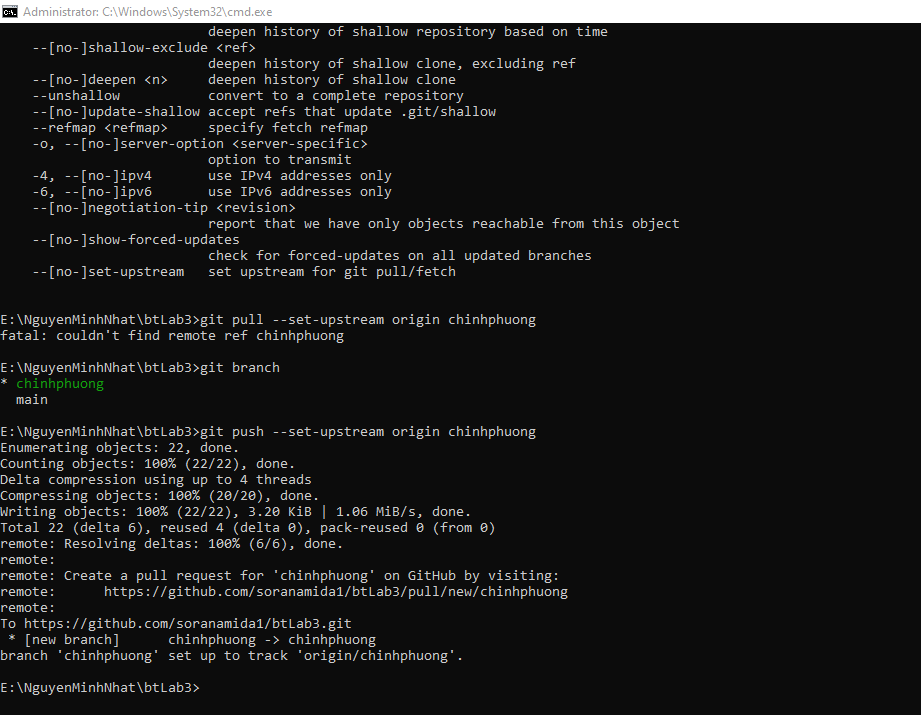 Administrator: C:\Windows\System32\cmd.exe
deepen history of shallow repository based on time
--[no-]shallow-exclude <ref>
deepen history of shallow clone, excluding ref
--[no-]deepen <n>     deepen history of shallow clone
--unshallow           convert to a complete repository
--[no-]update-shallow accept refs that update .git/shallow
--refmap <refmap>     specify fetch refmap
-o, --[no-]server-option <server-specific>
option to transmit
-4, --[no-]ipv4       use IPv4 addresses only
-6, --[no-]ipv6       use IPv6 addresses only
--[no-]negotiation-tip <revision>
report that we have only objects reachable from this object
--[no-]show-forced-updates
check for forced-updates on all updated branches
--[no-]set-upstream   set upstream for git pull/fetch
E:\NguyenMinhNhat\btLab3>git pull --set-upstream origin chinhphuong
fatal: couldn't find remote ref chinhphuong
E:\NguyenMinhNhat\btLab3>git branch
* chinhphuong
main
E:\NguyenMinhNhat\btLab3>git push --set-upstream origin chinhphuong
Enumerating objects: 22, done.
Counting objects: 100% (22/22), done.
Delta compression using up to 4 threads
Compressing objects: 100% (20/20), done.
Writing objects: 100% (22/22), 3.20 KiB | 1.06 MiB/s, done.
Total 22 (delta 6), reused 4 (delta 0), pack-reused 0 (from 0)
remote: Resolving deltas: 100% (6/6), done.
remote:
remote: Create a pull request for 'chinhphuong' on GitHub by visiting:
remote:      https://github.com/soranamida1/btLab3/pull/new/chinhphuong
remote:
To https://github.com/soranamida1/btLab3.git
* [new branch]      chinhphuong -> chinhphuong
branch 'chinhphuong' set up to track 'origin/chinhphuong'.
E:\NguyenMinhNhat\btLab3>